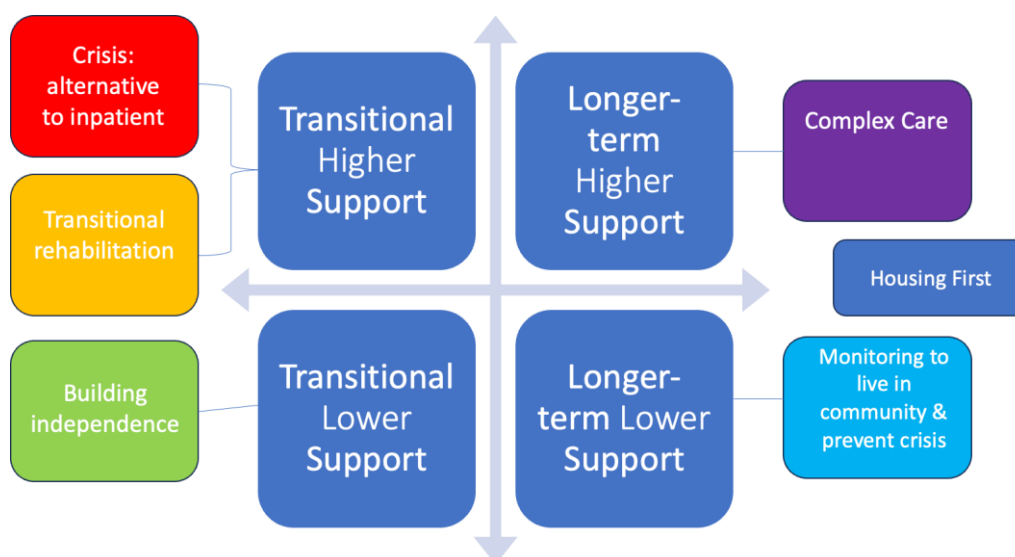 Crisis:
alternative
to inpatient
Transitional
rehabilitation
Building
independence
Transitional
Higher
Support
Longer-
term
Higher
Support
Transitional
Lower
Support
Longer-
term Lower
Support
Complex Care
Housing First
Monitoring to
live in
community &
prevent crisis